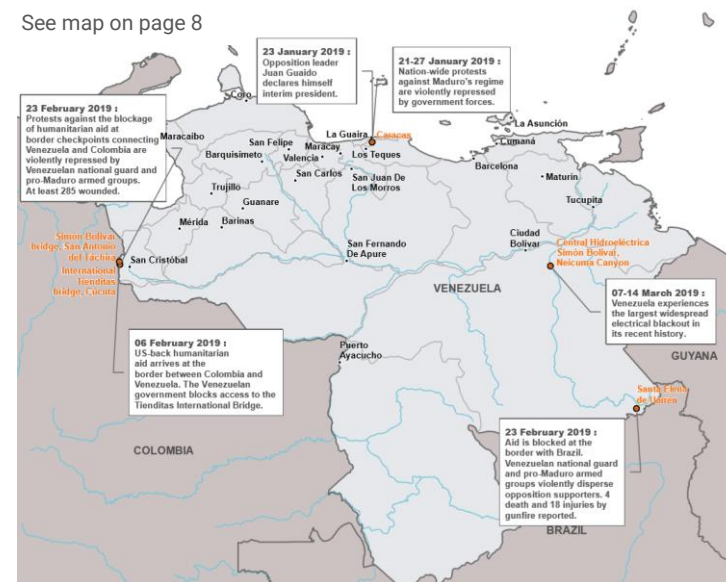 See map on page 8
23 January 2019 :
Opposition leader
Juan Guaido
declares himself
interim president.
21-27 January 2019 :
Nation-wide protests
against Maduro's regime
are violently repressed
by government forces.
23 February 2019 :
Protests against the blockage
of humanitarian aid at
border checkpoints connecting
Venezuela and Colombia are
violently repressed by
Venezuelan national guard and
pro-Maduro armed groups.
At least 285 wounded.
Coro
La Asunción
Maracaibo
La Guaira
Caracas
Cumaná
San Felipe
Maracay
Barquisimeto
Valencia
Los Teques
Barcelona
San Carlos
San Juan De
Los Morros
Maturin
Trujillo
Guanare
Tucupita
Mérida
Barinas
Simón Bolívar
bridge, San Antonio
del Táchira
International
Tienditas
bridge, Cúcuta
San Cristóbal
San Fernando
De Apure
Ciudad
Bolívar
Central Hidroeléctrica
Simón Bolívar,
Neicuma Canyon
VENEZUELA
07-14 March 2019 :
Venezuela experiences
the largest widespread
electrical blackout in
its recent history.
06 February 2019 :
US-back humanitarian
aid arrives at the
border between Colombia and
Venezuela. The Venezuelan
government blocks access to the
Tienditas International Bridge.
Puerto
Ayacucho
GUYANA
Santa Elena
de Uairén
COLOMBIA
23 February 2019 :
Aid is blocked at the
border with Brazil.
Venezuelan national guard
and pro-Maduro armed
groups violently disperse
opposition supporters. 4
death and 18 injuries by
gunfire reported.
BRAZIL